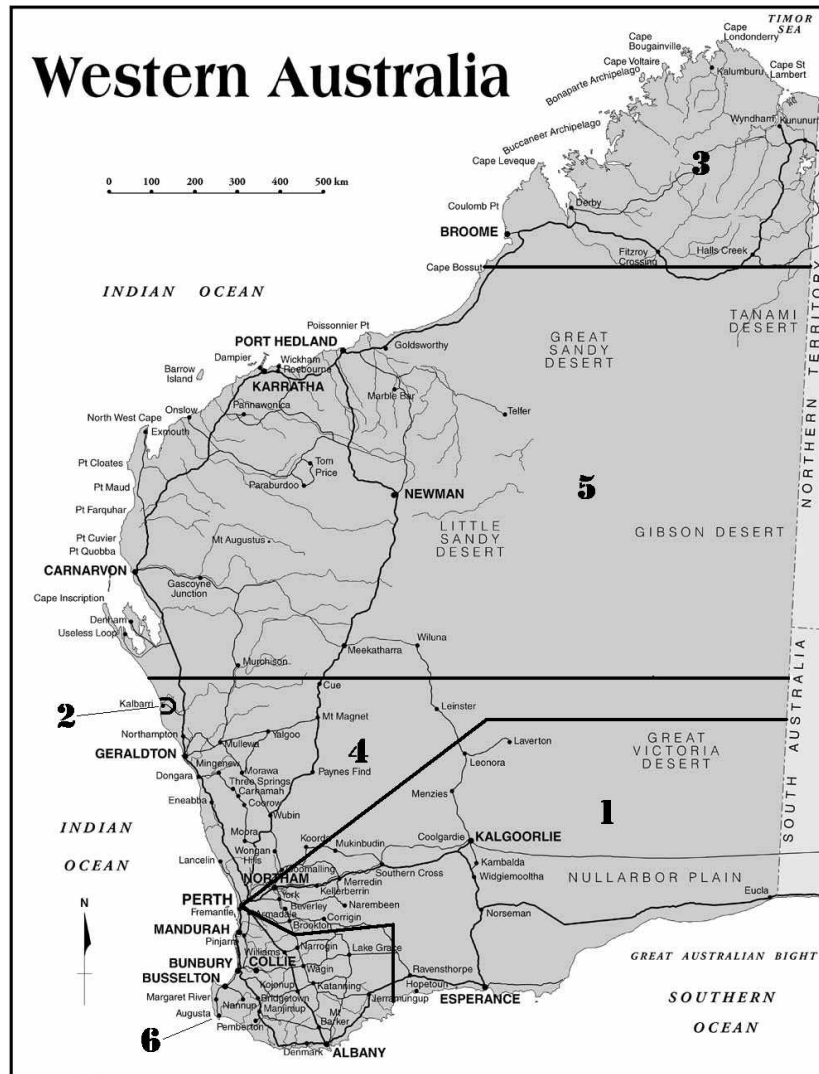 TIMOR
SEA
Cape
Londonderry
Cape
Bougainville
Cape Voltaire
Kalumburu
Cape St
Lambert
Bonaparte Archipelago
Western Australia
Wyndham
Kununurra
Buccaneer Archipelago
3
0 100 200 300 400 500 km
Cape Leveque
Derby
Coulomb Pt
BROOME
Fitzroy
Crossing
Halls Creek
Cape Bossut
INDIAN OCEAN
TANAMI
DESERT
NORTHERN TERRITORY
GREAT
SANDY
DESERT
Poissonnier Pt
PORT HEDLAND
Goldsworthy
Dampier
Wickham
Roebourne
Barrow
Island
KARRATHA
Marble Bar
Pannawonica
Onslow
North West Cape
Telfer
Exmouth
Tom
Price
Pt Cloates
Paraburdoo
Pt Maud
NEWMAN
5
Pt Farquhar
LITTLE
SANDY
DESERT
GIBSON DESERT
Pt Cuvier
Mt Augustus
Pt Quobba
CARNARVON
Gascoyne
Junction
Cape Inscription
Denham
Useless Loop
Wiluna
Meekatharra
Murchison
SOUTH AUSTRALIA
Cue
2
Kalbarri
Leinster
Mt Magnet
Northampton
Yalgoo
Mullewa
GREAT
VICTORIA
DESERT
Laverton
GERALDTON
4
Leonora
Mingenew
Morawa
Paynes Find
Dongara
Three Springs
Carnamah
Coorow
Menzies
Eneabba
Wubin
1
INDIAN
OCEAN
Moora
Koorda
Mukinbudin
Coolgardie
KALGOORLIE
Wongan
Hills
Lancelin
Goomalling
Southern Cross
Kambalda
Widgiemooltha
NULLARBOR PLAIN
NORTHAM
Merredin
Kellerberrin
Eucla
PERTH
York
Beverley
Narembeen
N
Fremantle
Armadale
Corrigin
Norseman
Brookton
MANDURAH
Pinjarra
Narrogin
Williams
Lake Grace
GREAT AUSTRALIAN BIGHT
BUNBURY
COLLIE
Wagin
BUSSELTON
Ravensthorpe
Kojonup
Katanning
Hopetoun
ESPERANCE
SOUTHERN
OCEAN
Margaret River
Nannup
Bridgetown
Jerramungup
Manjimup
Augusta
Mt
Barker
6
Pemberton
Denmark
ALBANY